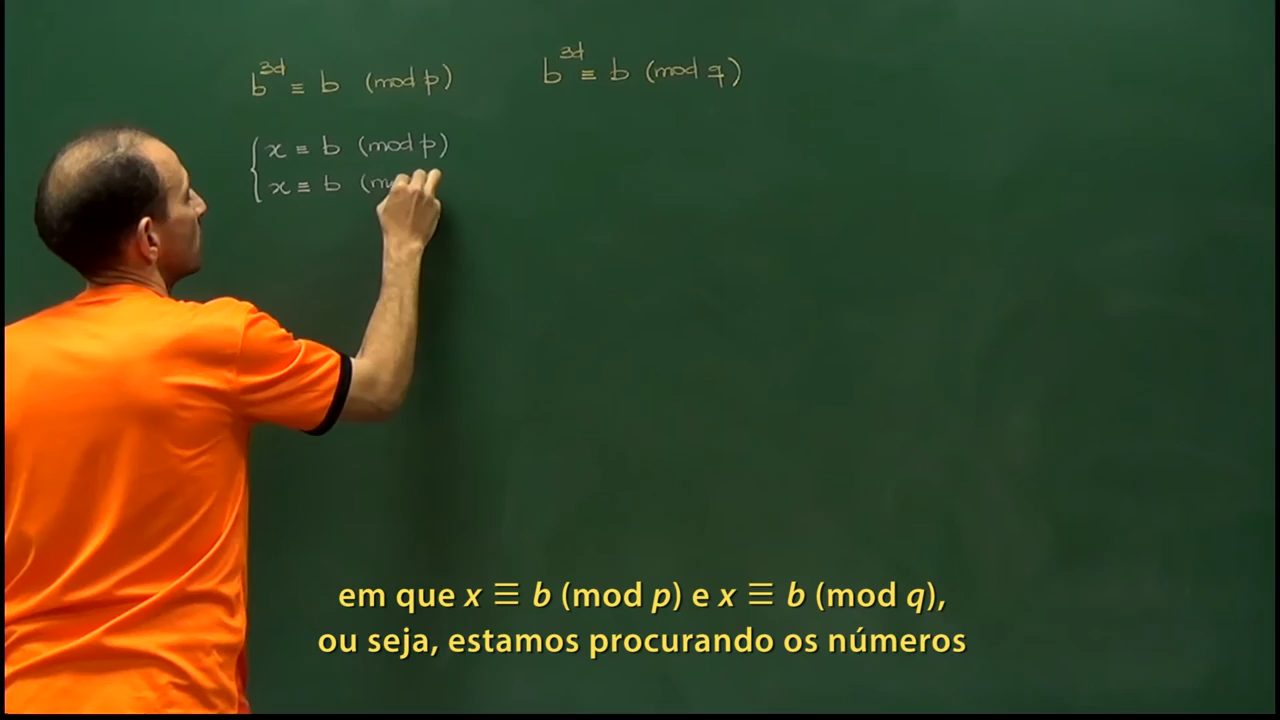 b^3d ≡ b (mod p) b^3d ≡ b (mod q)
x ≡ b (mod p)
x ≡ b (m
em que x ≡ b (mod p) e x ≡ b (mod q),
ou seja, estamos procurando os números